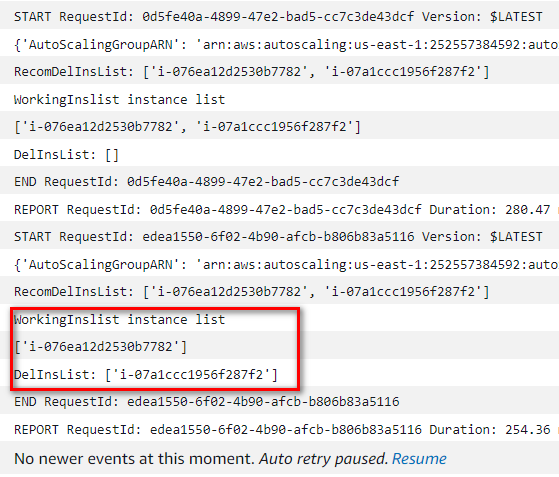 START RequestId: 0d5fe40a-4899-47e2-bad5-cc7c3de43dcf Version: $LATEST
{'AutoScalingGroupARN': 'arn:aws:autoscaling:us-east-1:252557384592:auto
RecomDelInsList: ['i-076ea12d2530b7782', 'i-07a1ccc1956f287f2']
WorkingInslist instance list
['i-076ea12d2530b7782', 'i-07a1ccc1956f287f2']
DelInsList: []
END RequestId: 0d5fe40a-4899-47e2-bad5-cc7c3de43dcf
REPORT RequestId: 0d5fe40a-4899-47e2-bad5-cc7c3de43dcf Duration: 280.47
START RequestId: edea1550-6f02-4b90-afcb-b806b83a5116 Version: $LATEST
{'AutoScalingGroupARN': 'arn:aws:autoscaling:us-east-1:252557384592:auto
RecomDelInsList: ['i-076ea12d2530b7782', 'i-07a1ccc1956f287f2']
WorkingInslist instance list
['i-076ea12d2530b7782']
DelInsList: ['i-07a1ccc1956f287f2']
END RequestId: edea1550-6f02-4b90-afcb-b806b83a5116
REPORT RequestId: edea1550-6f02-4b90-afcb-b806b83a5116 Duration: 254.36
No newer events at this moment. Auto retry paused. Resume